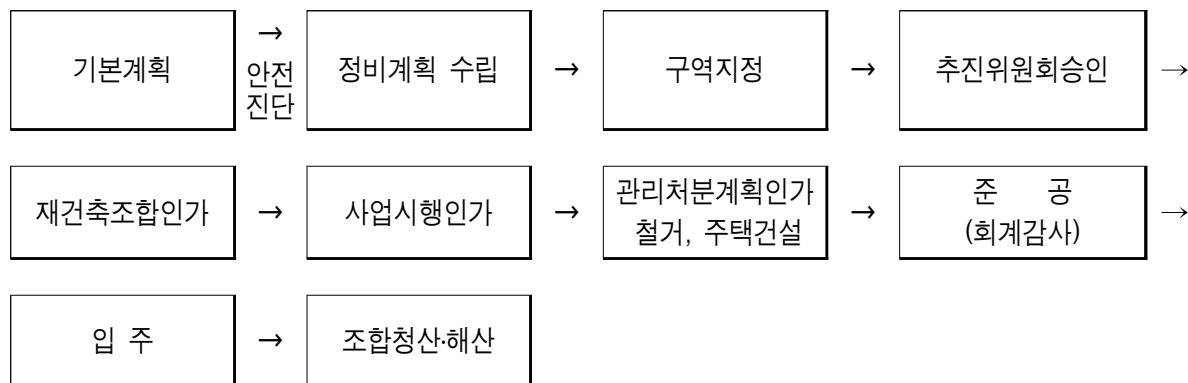 기본계획
→
안전
진단
정비계획 수립
→
구역지정
→
추진위원회승인
→
재건축조합인가
→
사업시행인가
→
관리처분계획인가
철거, 주택건설
→
준 공
(회계감사)
→
입 주
→
조합청산·해산